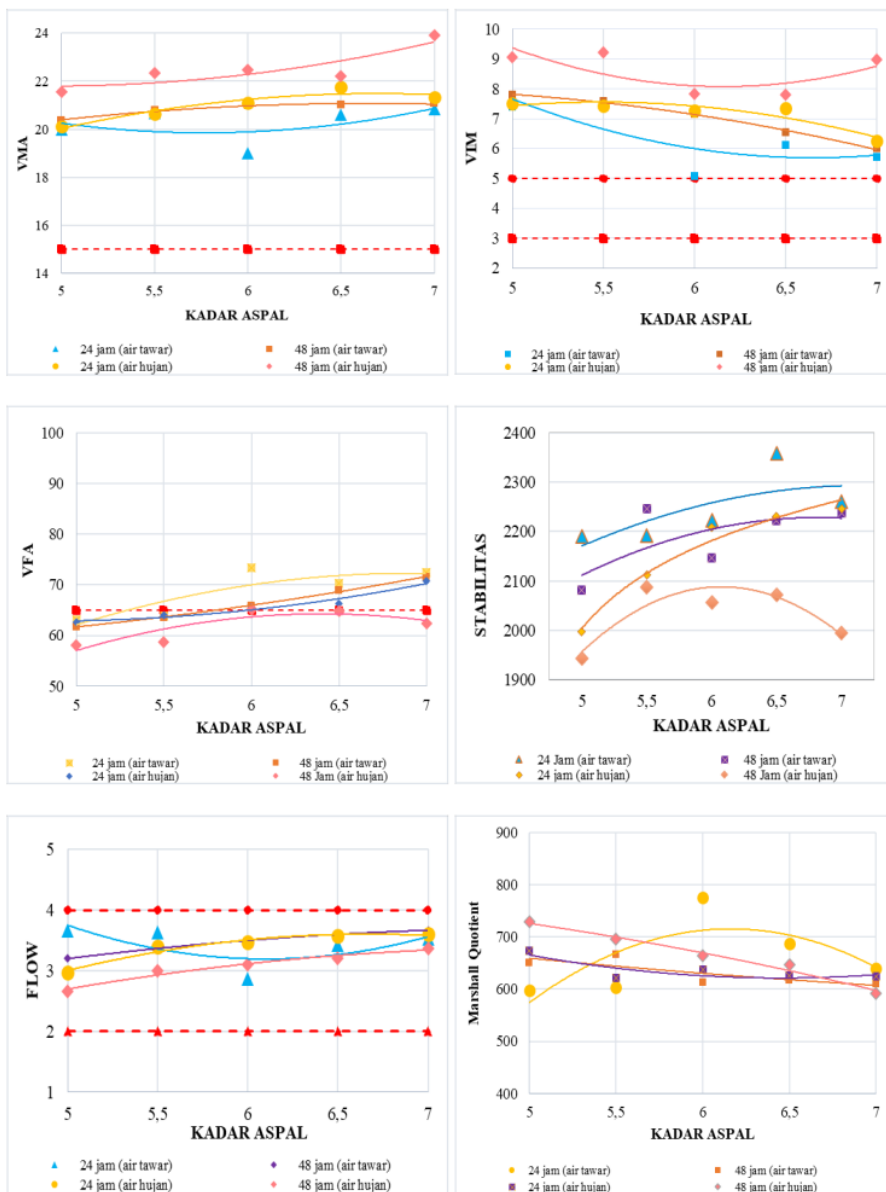 24
22
20
18
16
14
VMA
5
5,5
6
6,5
7
KADAR ASPAL
24 jam (air tawar)
48 jam (air tawar)
24 jam (air hujan)
48 jam (air hujan)
10
9
8
7
6
5
4
3
2
VIM
5
5,5
6
6,5
7
KADAR ASPAL
24 jam (air tawar)
48 jam (air tawar)
24 jam (air hujan)
48 jam (air hujan)
100
90
80
70
60
50
VFA
5
5,5
6
6,5
7
KADAR ASPAL
24 jam (air tawar)
48 jam (air tawar)
24 jam (air hujan)
48 Jam (air hujan)
2400
2300
2200
2100
2000
1900
STABILITAS
5
5,5
6
6,5
7
KADAR ASPAL
24 Jam (air tawar)
48 jam (air tawar)
24 jam (air hujan)
48 Jam (air hujan)
5
4
3
2
1
FLOW
5
5,5
6
6,5
7
KADAR ASPAL
24 jam (air tawar)
48 jam (air tawar)
24 jam (air hujan)
48 jam (air hujan)
900
800
700
600
500
400
Marshall Quotient
5
5,5
6
6,5
7
KADAR ASPAL
24 jam (air tawar)
48 jam (air tawar)
24 jam (air hujan)
48 jam (air hujan)